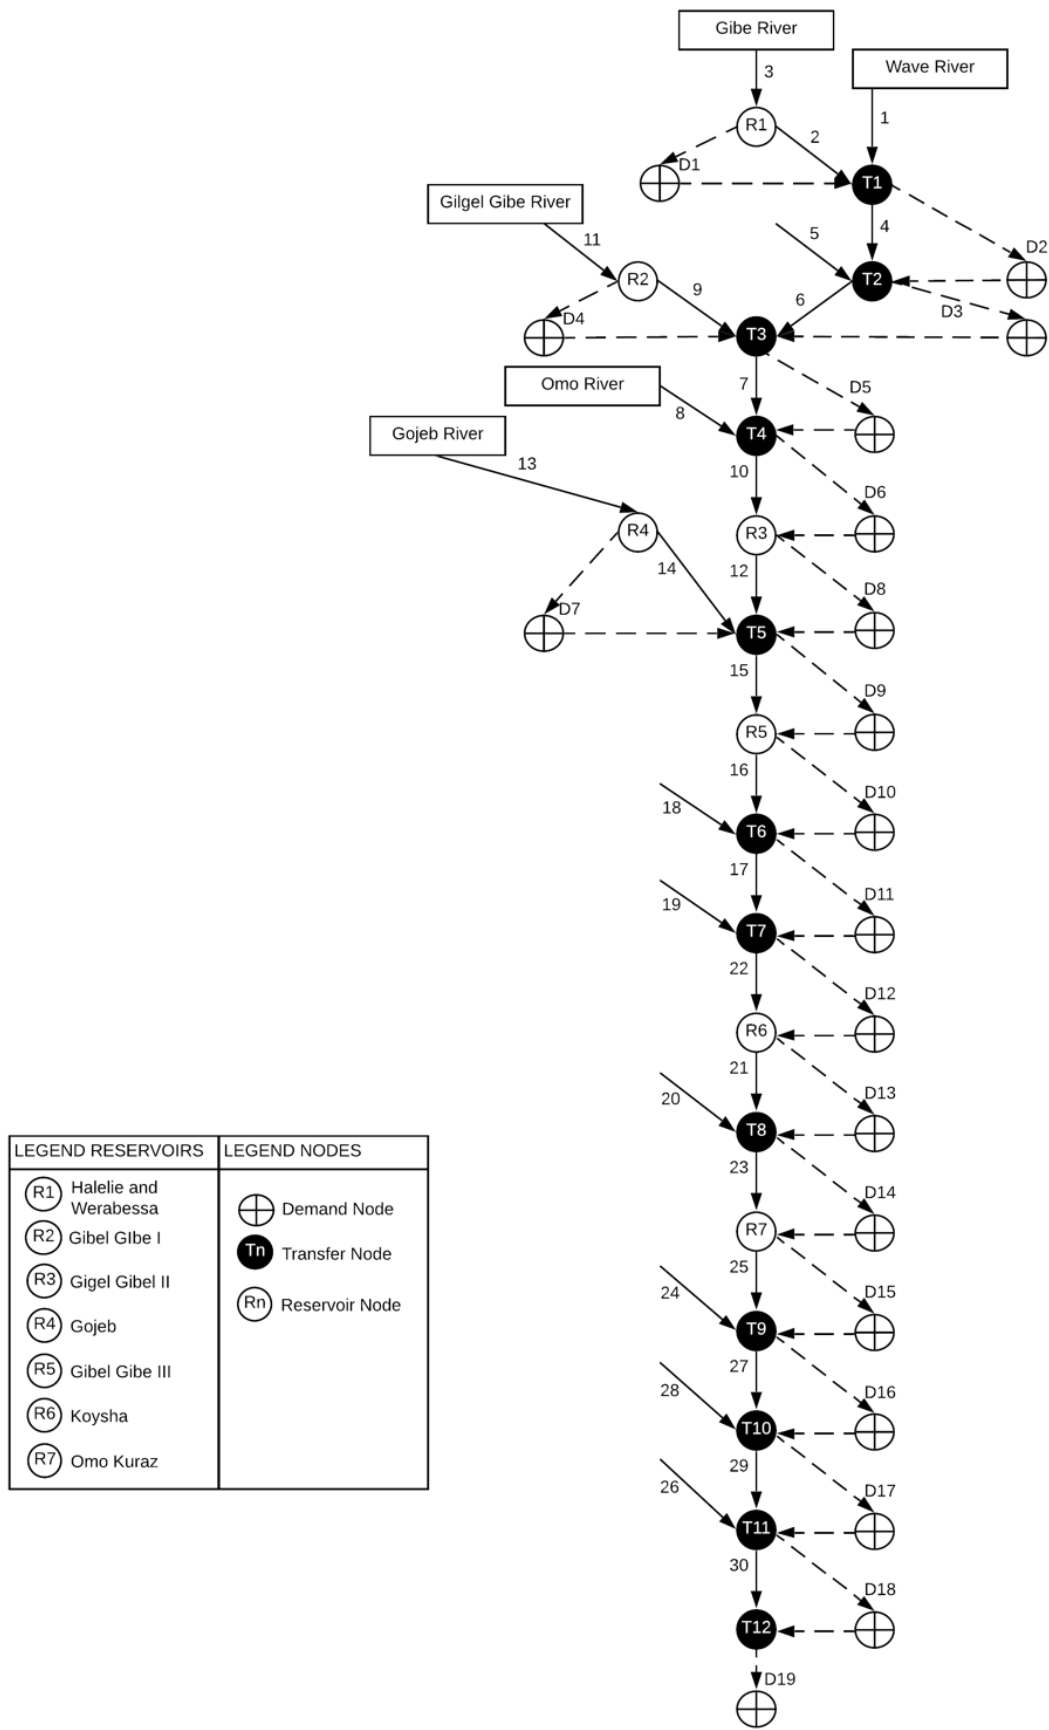 Gibe River
3
Wave River
1
R1
2
D1
T1
Gilgel Gibe River
4
5
11
D2
R2
T2
9
6
D3
D4
T3
Omo River
7
D5
8
Gojeb River
T4
13
10
D6
R4
R3
14
12
D8
D7
T5
15
D9
R5
16
D10
18
T6
17
D11
19
T7
22
D12
R6
21
D13
20
T8
23
D14
R7
25
D15
24
T9
27
D16
28
T10
29
D17
26
T11
30
D18
T12
D19
LEGEND RESERVOIRS
R1 Halelie and
Werabessa
R2 Gibel GIbe I
R3 Gigel Gibel II
R4 Gojeb
R5 Gibel Gibe III
R6 Koysha
R7 Omo Kuraz
LEGEND NODES
Demand Node
Tn Transfer Node
Rn Reservoir Node